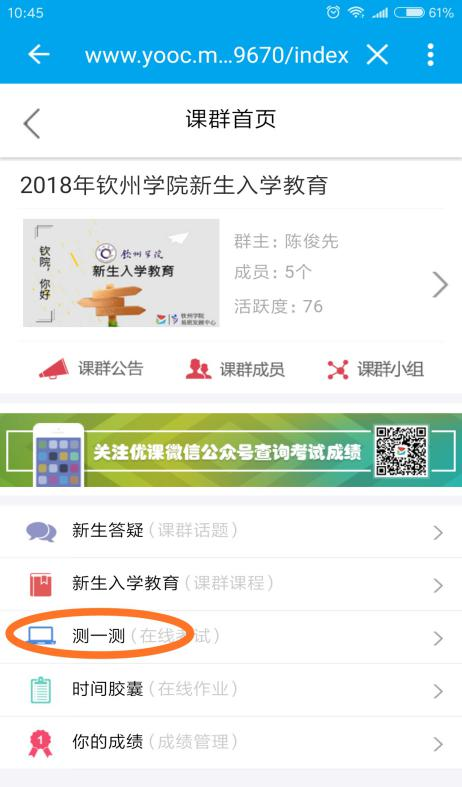 10:45
61%
www.yooc.m...9670/index
课群首页
2018年钦州学院新生入学教育
钦院，你好
钦州学院
新生入学教育
钦州学院
易班发展中心
群主: 陈俊先
成员: 5个
活跃度: 76
课群公告
课群成员
课群小组
关注优课微信公众号查询考试成绩
新生答疑（课群话题）
新生入学教育（课群课程）
测一测（在线考试）
时间胶囊（在线作业）
1
你的成绩（成绩管理）